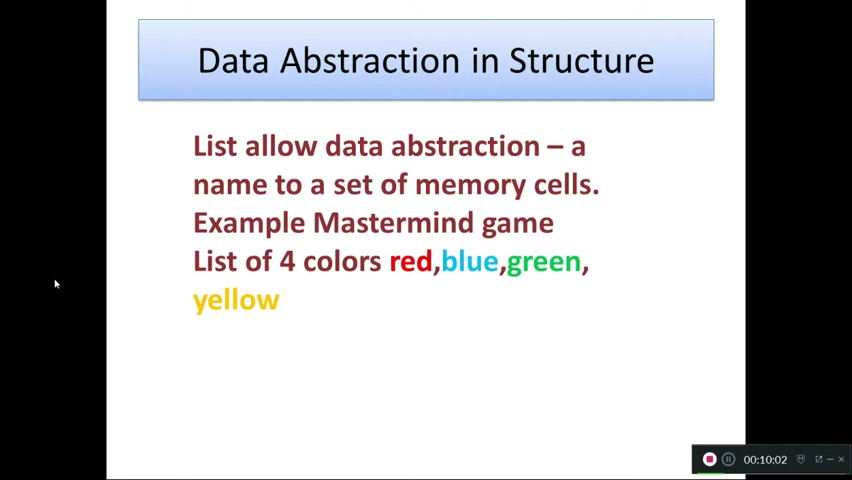 Data Abstraction in Structure
List allow data abstraction – a
name to a set of memory cells.
Example Mastermind game
List of 4 colors red,blue,green,
yellow
00:10:02